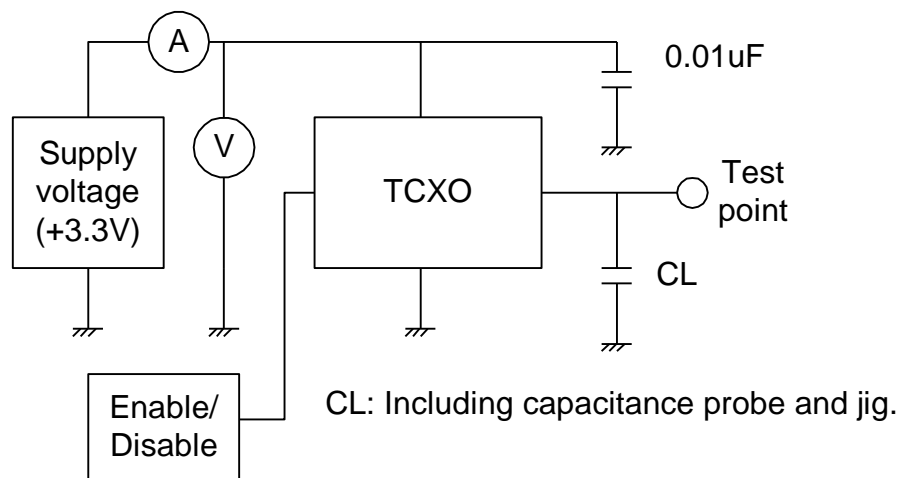 A
0.01uF
V
Supply
voltage
(+3.3V)
TCXO
Test
point
CL
Enable/
Disable
CL: Including capacitance probe and jig.